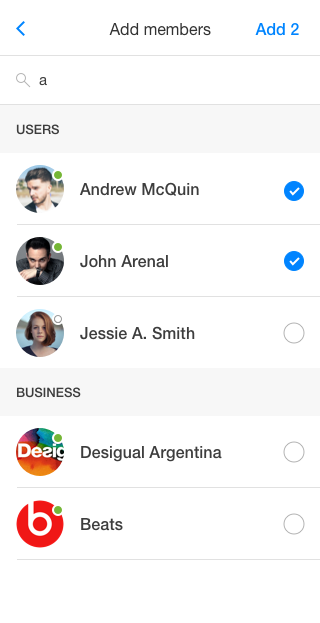 Add members
Add 2
a
USERS
Andrew McQuin
John Arenal
Jessie A. Smith
BUSINESS
Desig
Desigual Argentina
b
Beats